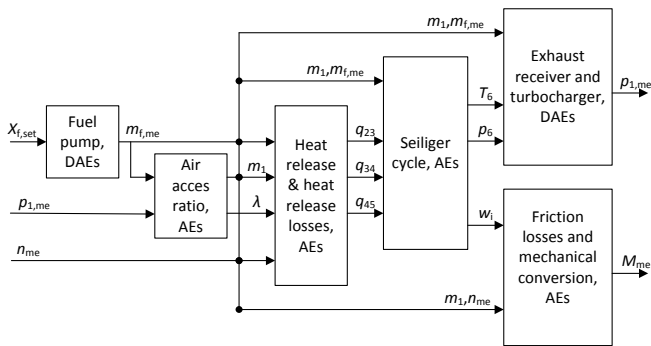 m1,mf,me
Exhaust
receiver and
turbocharger,
DAEs
p1,me
m1,mf,me
T6
p6
Xf,set
Fuel
pump,
DAEs
mf,me
Heat
release
& heat
release
losses, AEs
q23
q34
q45
Seiliger
cycle, AEs
Air
acces
ratio,
AEs
m1
λ
p1,me
wi
Friction
losses and
mechanical
conversion,
AEs
Mme
nme
m1,nme